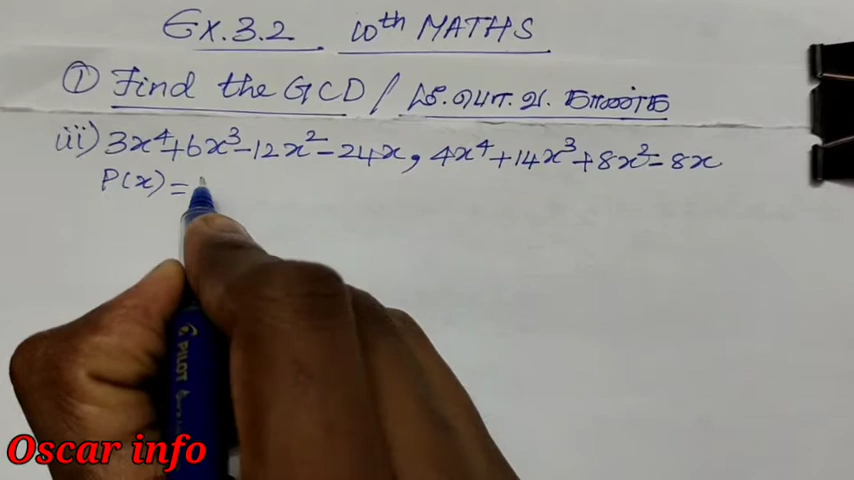 Ex.3.2 10th MATHS
① Find the GCD / மீ.பொ.வ. காண்க
iii) 3x⁴+6x³-12x²-24x, 4x⁴+14x³+8x²-8x
P(x) =
PILOT
Oscar info